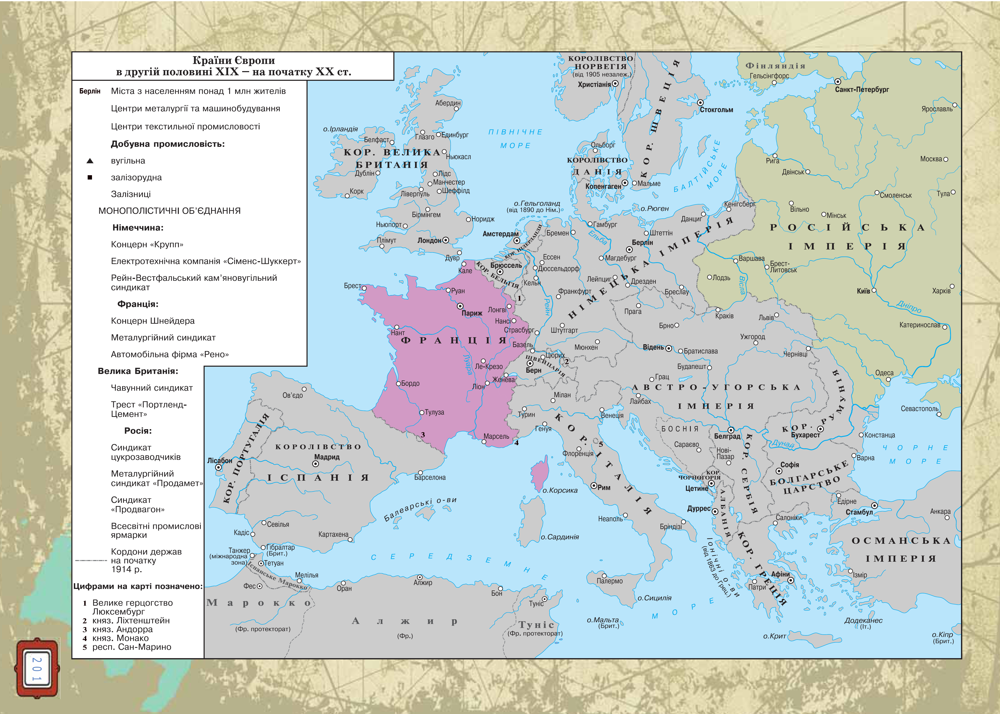 Країни Європи
в другій половині XIX – на початку XX ст.
Берлін Міста з населенням понад 1 млн жителів
Центри металургії та машинобудування
Центри текстильної промисловості
Добувна промисловість:
вугільна
залізорудна
Залізниці
МОНОПОЛІСТИЧНІ ОБ’ЄДНАННЯ
Німеччина:
Концерн «Крупп»
Електротехнічна компанія «Сіменс-Шуккерт»
Рейн-Вестфальський кам’яновугільний
синдикат
Франція:
Концерн Шнейдера
Металургійний синдикат
Автомобільна фірма «Рено»
Велика Британія:
Чавунний синдикат
Трест «Портленд-
Цемент»
Росія:
Синдикат
цукрозаводчиків
Металургійний
синдикат «Продамет»
Синдикат
«Продвагон»
Всесвітні промислові
ярмарки
Кордони держав
на початку
1914 р.
Цифрами на карті позначено:
1 Велике герцогство
Люксембург
2 княз. Ліхтенштейн
3 княз. Андорра
4 княз. Монако
5 респ. Сан-Марино
КОРОЛІВСТВО
НОРВЕГІЯ
(від 1905 незалеж.)
Христіанія
КОР. ШВЕЦІЯ
Стокгольм
Мальме
Фінляндія
Гельсінгфорс
Санкт-Петербург
Ярославль
Москва
Тула
Смоленськ
Рига
Двінськ
Вільно
Мінськ
РОСІЙСЬКА
ІМПЕРІЯ
Варшава
Брест-
Литовськ
Лодзь
Вісла
Київ
Харків
Дніпро
Катеринослав
Одеса
Севастополь
о.Ірландія
Абердин
Глазго
Единбург
Белфаст
КОР. ВЕЛИКА
БРИТАНІЯ
Ньюкасл
Дублін
Лідс
Манчестер
Ліверпуль
Шеффілд
Корк
Бірмінгем
Норидж
Ньюпорт
Плімут
Лондон
Дувр
ПІВНІЧНЕ
МОРЕ
Ольборг
КОРОЛІВСТВО
ДАНІЯ
Копенгаген
БАЛТІЙСЬКЕ
МОРЕ
о.Гельголанд
(від 1890 до Нім.)
о.Рюген
Кенігсберг
Данциг
Гамбург
Бремен
Штеттін
Ельба
Берлін
Магдебург
НІМЕЦЬКА ІМПЕРІЯ
Амстердам
КОР. НІДЕРЛАНДИ
Ессен
Дюссельдорф
Кельн
Лейпциг
Дрезден
Бреслау
Франкфурт
Рейн
Штутгарт
Страсбург
Мюнхен
Брюссель
КОР. БЕЛЬГІЯ
1
Кале
Брест
Руан
Париж
Лонгві
Нансі
Нант
ФРАНЦІЯ
Луара
Ле-Крезо
Ліон
Бордо
Тулуза
Марсель
3
4
Базель
Цюрих
ШВЕЙЦАРІЯ
Берн
Женева
2
Прага
Брно
Краків
Львів
Ужгород
Чернівці
Відень
Братислава
Будапешт
Грац
Лайбах
АВСТРО-УГОРСЬКА
ІМПЕРІЯ
БОСНІЯ
Сараєво
Белград
Нові-
Пазар
КОР. СЕРБІЯ
КОР. РУМУНІЯ
Бухарест
Дунай
Констанца
Варна
Софія
БОЛГАРСЬКЕ
ЦАРСТВО
ЧОРНЕ
МОРЕ
КОР.
ЧОРНОГОРІЯ
Цетине
АЛБАНІЯ
Дуррес
Салоніки
Едірне
Стамбул
Анкара
ОСМАНСЬКА
ІМПЕРІЯ
Ізмір
КОР. ГРЕЦІЯ
Афіни
Патри
Іонічні о-ви
(від 1863 до Грец.)
Додеканес
(Іт.)
о.Крит
о.Кіпр
(Брит.)
Мілан
Турин
Венеція
Генуя
Флоренція
5
КОР. ІТАЛІЯ
Рим
Неаполь
Бріндізі
Палермо
о.Сицилія
о.Мальта
(Брит.)
о.Корсика
о.Сардинія
Ов’єдо
КОР. ПОРТУГАЛІЯ
Лісабон
КОРОЛІВСТВО
Мадрид
ІСПАНІЯ
Барселона
Балеарські о-ви
Севілья
Кадіс
Картахена
Гібралтар
(Брит.)
Танжер
(міжнародна
зона)
Тетуан
Іспанське Марокко
Мелілья
Фес
Марокко
(Фр. протекторат)
СЕРЕДЗЕМНЕ
МОРЕ
Оран
Алжир
Бон
Алжир
(Фр.)
Туніс
Туніс
(Фр. протекторат)
201